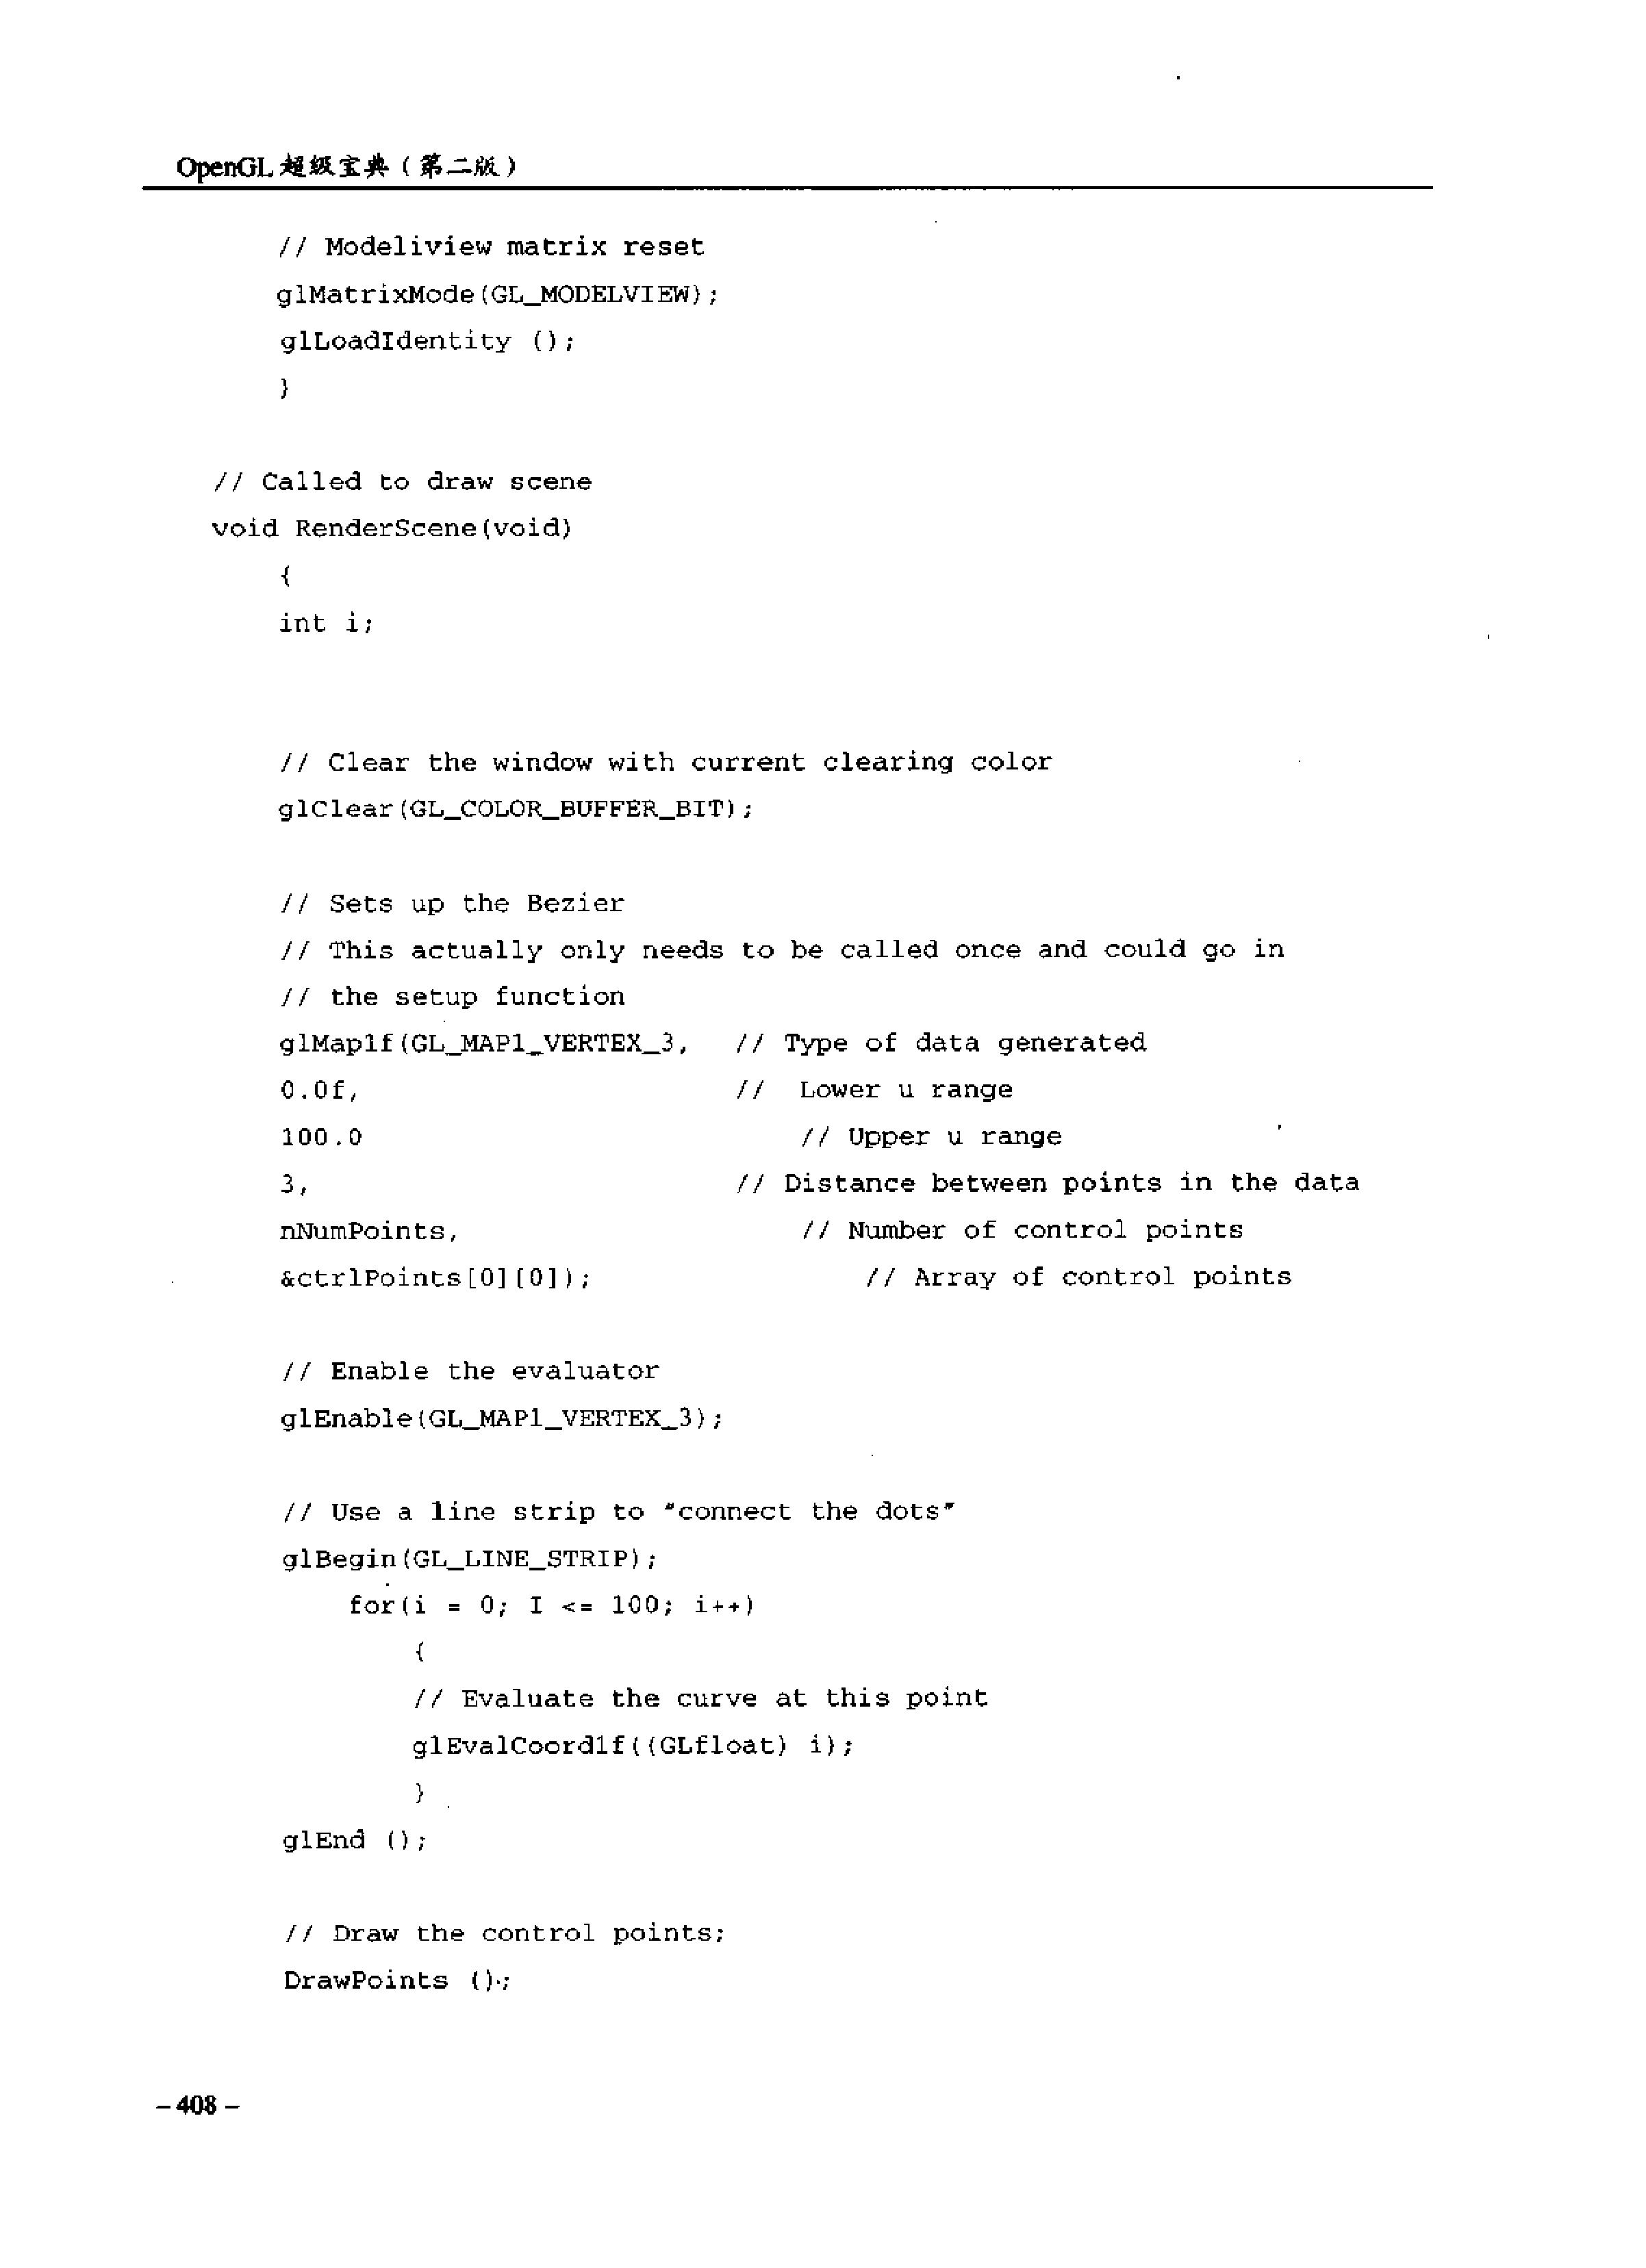 OpenGL 超级宝典（第二版）
// Modeliview matrix reset
glMatrixMode(GL_MODELVIEW);
glLoadIdentity ();
}
// Called to draw scene
void RenderScene(void)
{
int i;
// Clear the window with current clearing color
glClear(GL_COLOR_BUFFER_BIT);
// Sets up the Bezier
// This actually only needs to be called once and could go in
// the setup function
glMap1f(GL_MAP1_VERTEX_3, // Type of data generated
0.0f, // Lower u range
100.0 // Upper u range
3, // Distance between points in the data
nNumPoints, // Number of control points
&ctrlPoints[0][0]); // Array of control points
// Enable the evaluator
glEnable(GL_MAP1_VERTEX_3);
// Use a line strip to "connect the dots"
glBegin(GL_LINE_STRIP);
for(i = 0; I <= 100; i++)
{
// Evaluate the curve at this point
glEvalCoord1f((GLfloat) i);
}
glEnd ();
// Draw the control points;
DrawPoints ();
– 408 –